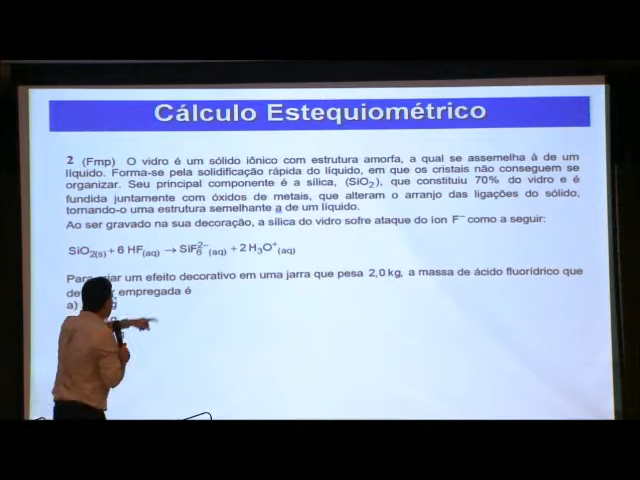 Cálculo Estequiométrico
2 (Fmp) O vidro é um sólido iônico com estrutura amorfa, a qual se assemelha à de um
líquido. Forma-se pela solidificação rápida do líquido, em que os cristais não conseguem se
organizar. Seu principal componente é a sílica, (SiO₂), que constituiu 70% do vidro e é
fundida juntamente com óxidos de metais, que alteram o arranjo das ligações do sólido,
tornando-o uma estrutura semelhante a de um líquido.
Ao ser gravado na sua decoração, a sílica do vidro sofre ataque do íon F⁻ como a seguir:
SiO₂(s) + 6 HF(aq) → SiF₆²⁻(aq) + 2 H₃O⁺(aq)
um efeito decorativo em uma jarra que pesa 2,0 kg, a massa de ácido fluorídrico que
empregada é
a) g